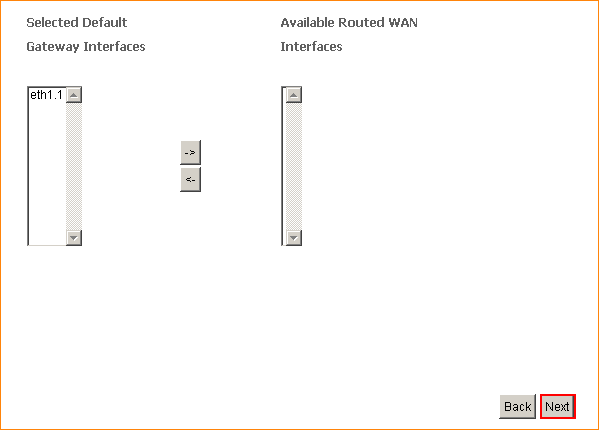 Selected Default
Gateway Interfaces
Available Routed WAN
Interfaces
eth1.1
->
<-
Back
Next